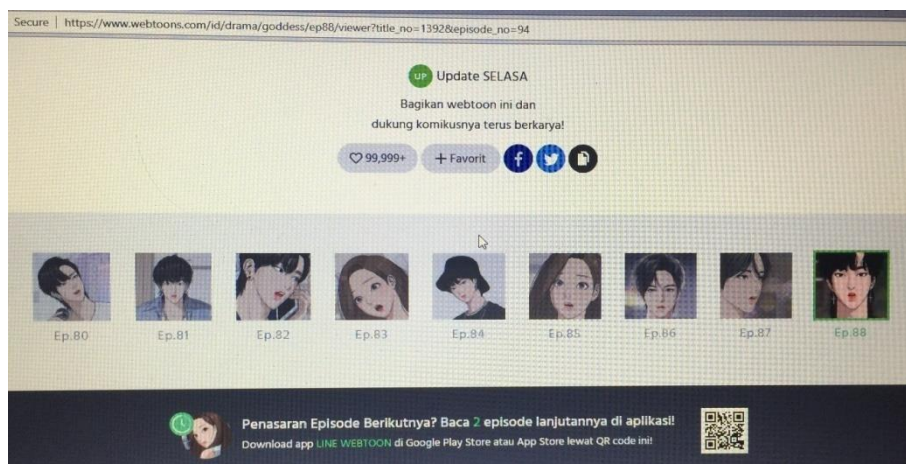 Secure | https://www.webtoons.com/id/drama/goddess/ep88/viewer?title_no=1392&episode_no=94
UP Update SELASA
Bagikan webtoon ini dan
dukung komikusnya terus berkarya!
99,999+ + Favorit
Ep.80 Ep.81 Ep.82 Ep.83 Ep.84 Ep.85 Ep.86 Ep.87 Ep.88
Penasaran Episode Berikutnya? Baca 2 episode lanjutannya di aplikasi!
Download app LINE WEBTOON di Google Play Store atau App Store lewat QR code ini!